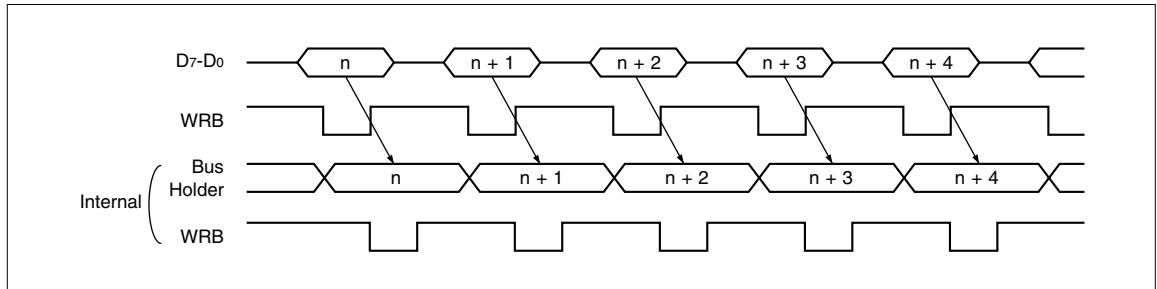 D7-D0 n n + 1 n + 2 n + 3 n + 4
WRB
Internal
Bus
Holder n n + 1 n + 2 n + 3 n + 4
WRB